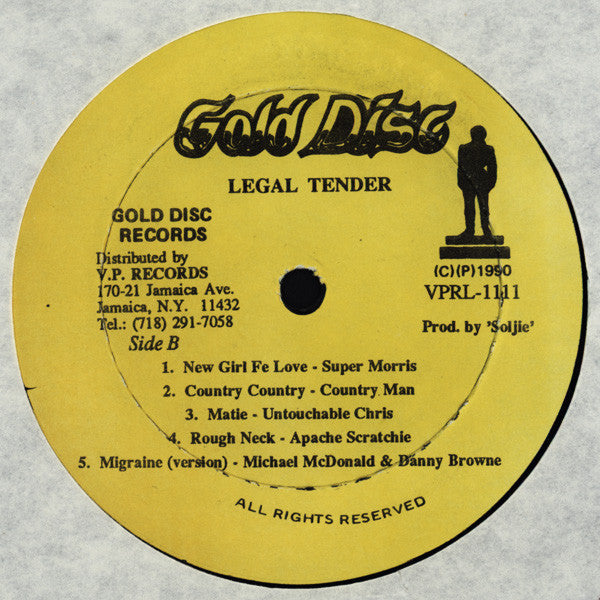 Gold Disc
LEGAL TENDER
GOLD DISC
RECORDS
Distributed by
V.P. RECORDS
170-21 Jamaica Ave.
Jamaica, N.Y. 11432
Tel.: (718) 291-7058
Side B
(C)(P)1990
VPRL-1111
Prod. by 'Soljie'
1. New Girl Fe Love - Super Morris
2. Country Country - Country Man
3. Matie - Untouchable Chris
4. Rough Neck - Apache Scratchie
5. Migraine (version) - Michael McDonald & Danny Browne
ALL RIGHTS RESERVED